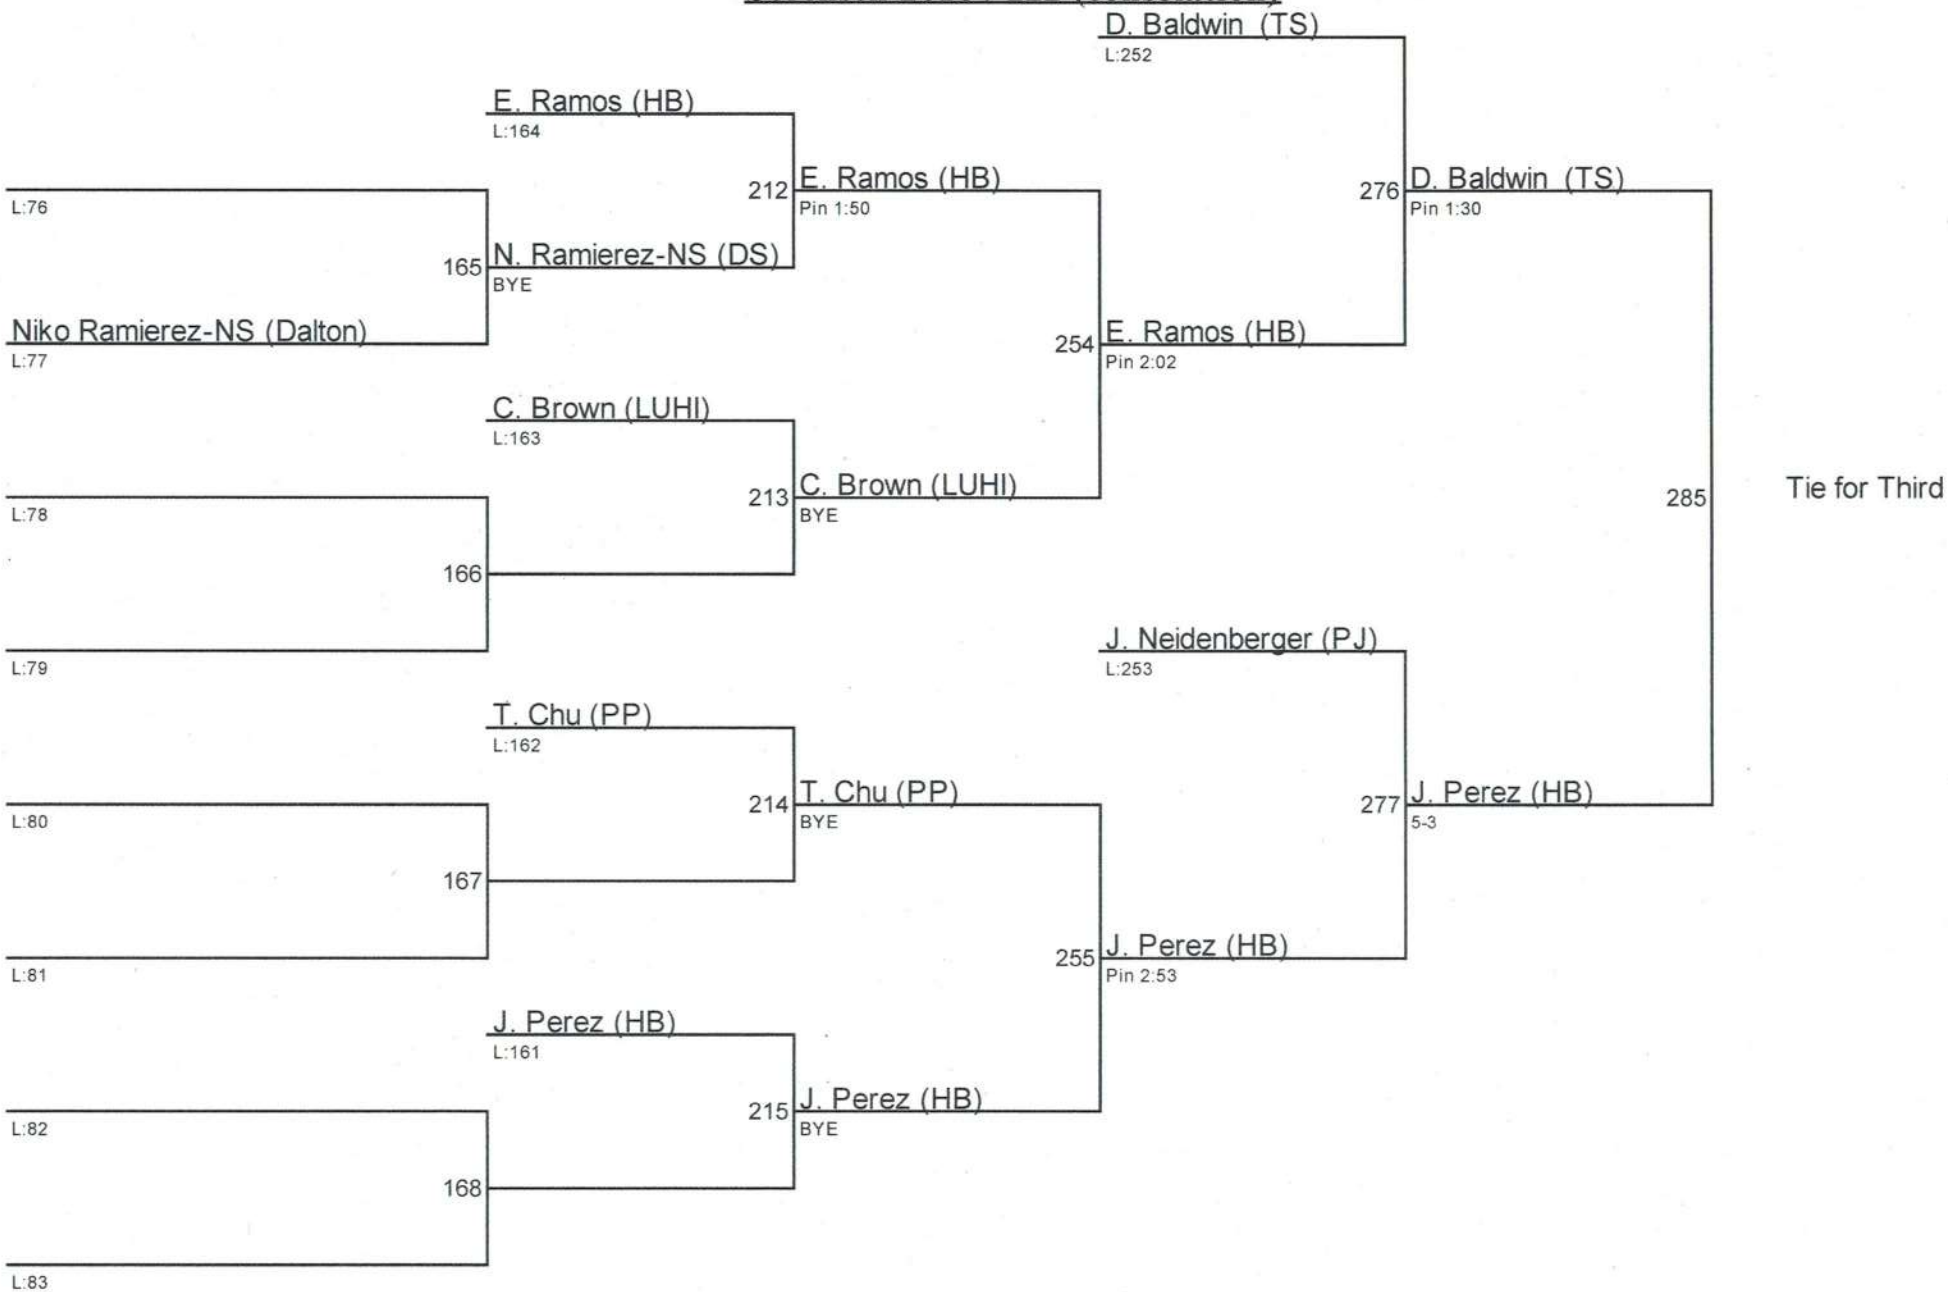 D. Baldwin (TS)
L:252
E. Ramos (HB)
L:164
L:76
212 E. Ramos (HB)
Pin 1:50
276 D. Baldwin (TS)
Pin 1:30
165 N. Ramierez-NS (DS)
BYE
Niko Ramierez-NS (Dalton)
L:77
254 E. Ramos (HB)
Pin 2:02
C. Brown (LUHI)
L:163
L:78
213 C. Brown (LUHI)
BYE
285
Tie for Third
166
L:79
J. Neidenberger (PJ)
L:253
T. Chu (PP)
L:162
L:80
214 T. Chu (PP)
BYE
277 J. Perez (HB)
5-3
167
L:81
255 J. Perez (HB)
Pin 2:53
J. Perez (HB)
L:161
L:82
215 J. Perez (HB)
BYE
168
L:83